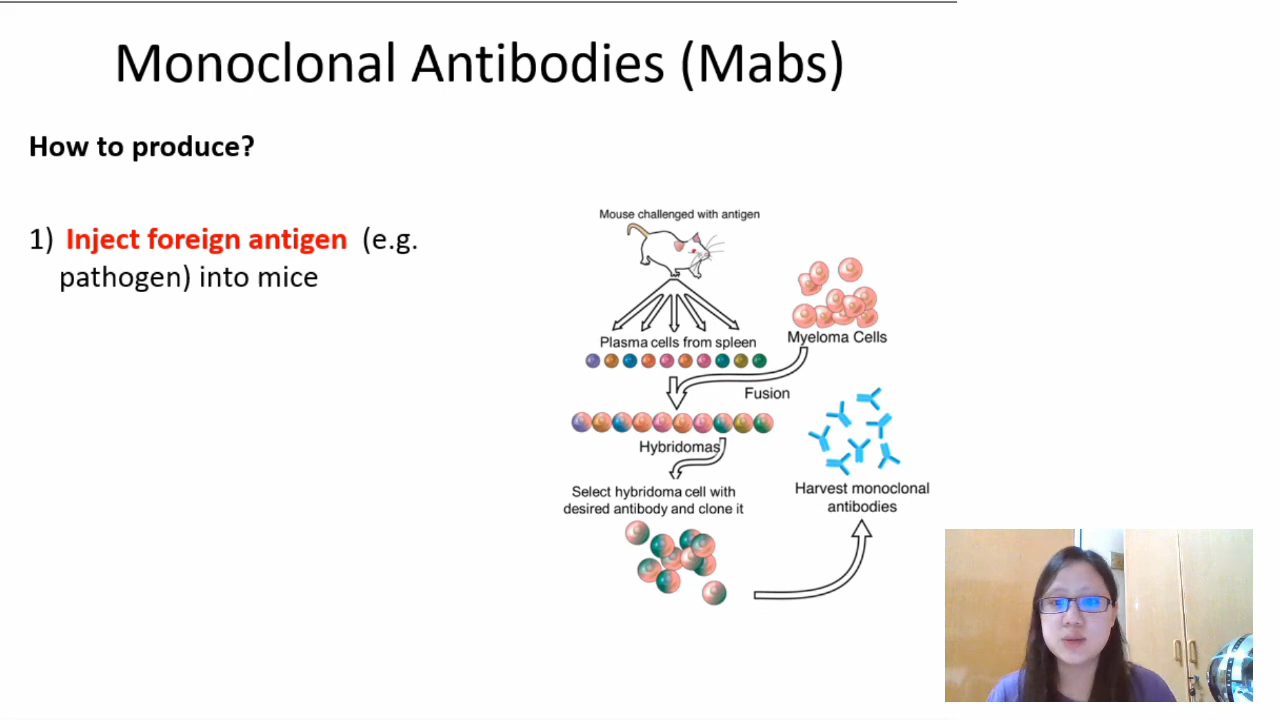 Monoclonal Antibodies (Mabs)
How to produce?
1) Inject foreign antigen (e.g.
pathogen) into mice
Mouse challenged with antigen
Plasma cells from spleen
Myeloma Cells
Fusion
Hybridomas
Select hybridoma cell with
desired antibody and clone it
Harvest monoclonal
antibodies